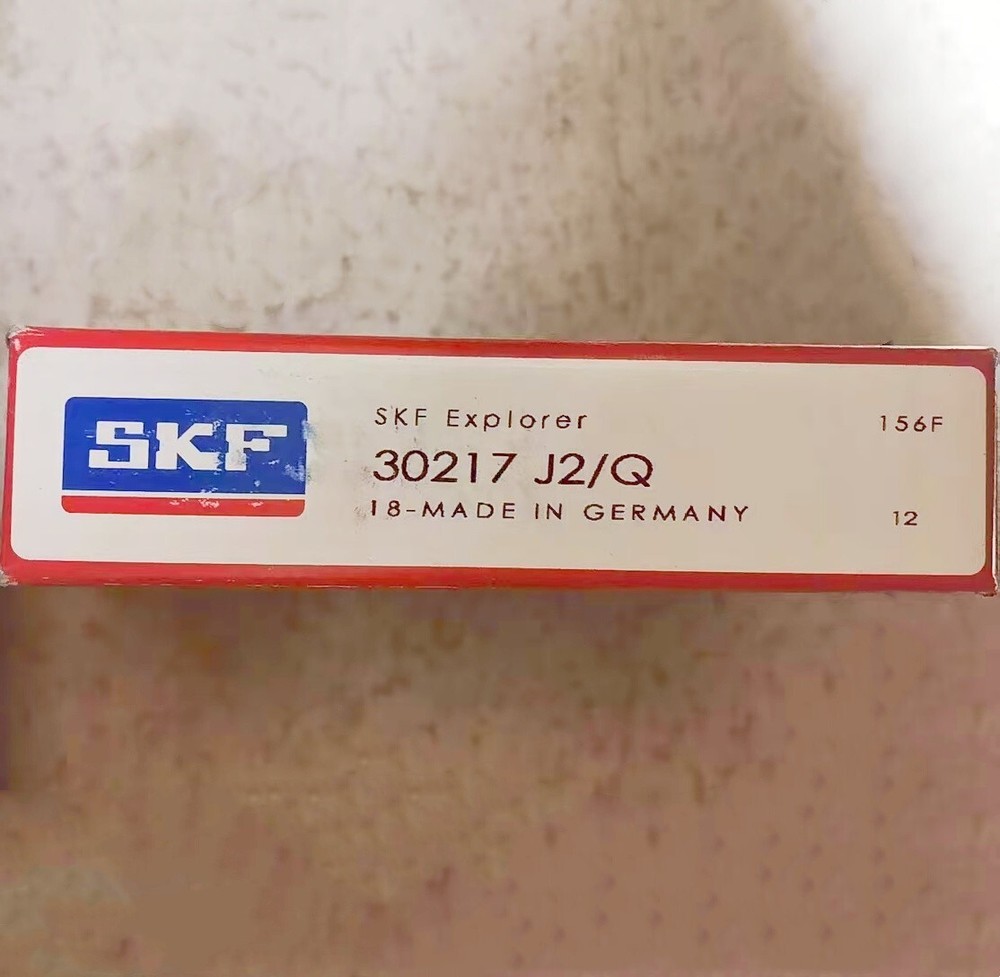 SKF
SKF Explorer
156F
30217 J2/Q
18-MADE IN GERMANY
12